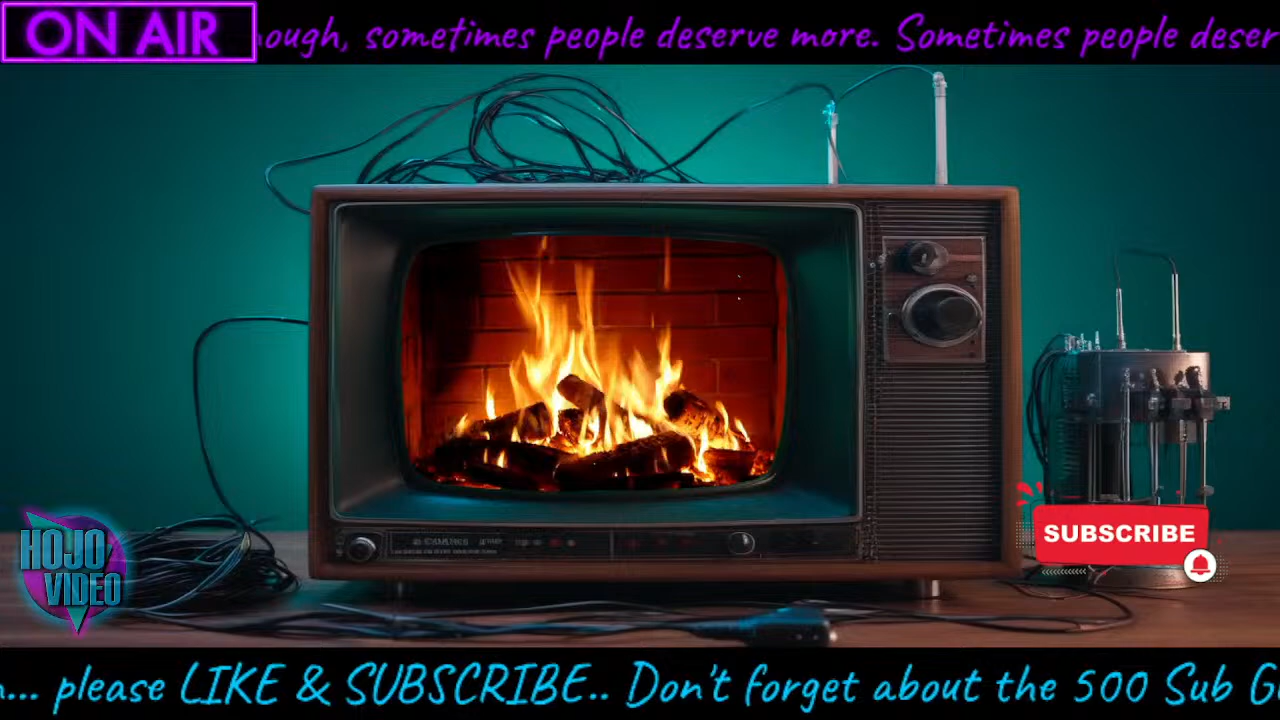 ON AIR
ough, sometimes people deserve more. Sometimes people deser
HOJO
VIDEO
SUBSCRIBE
... please LIKE & SUBSCRIBE.. Don't forget about the 500 Sub G